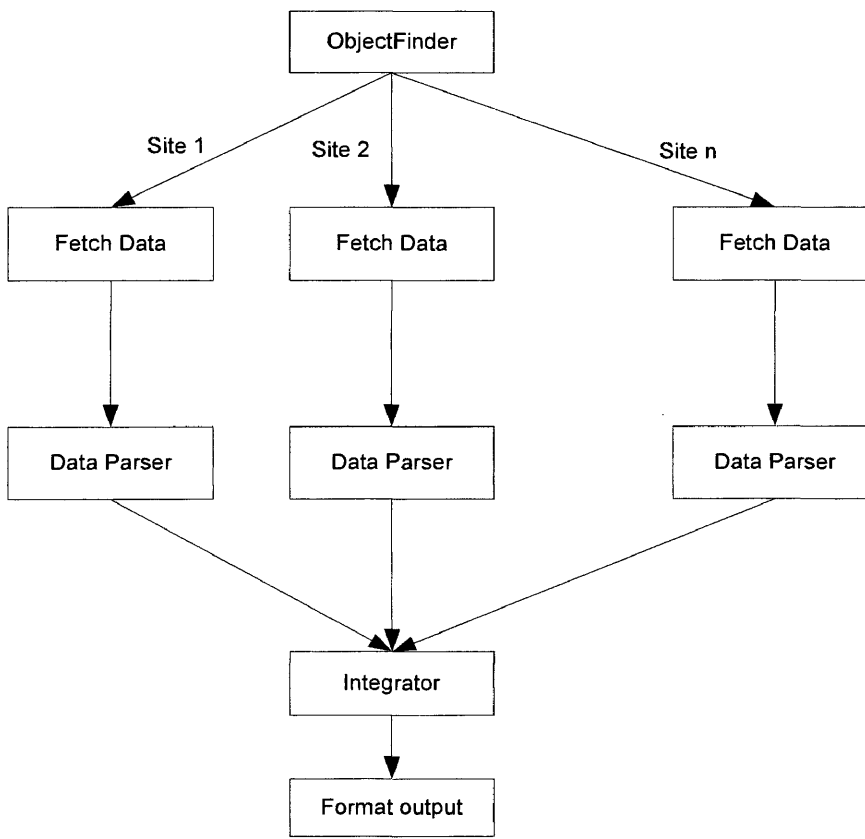 ObjectFinder
Site 1
Site 2
Site n
Fetch Data
Fetch Data
Fetch Data
Data Parser
Data Parser
Data Parser
Integrator
Format output